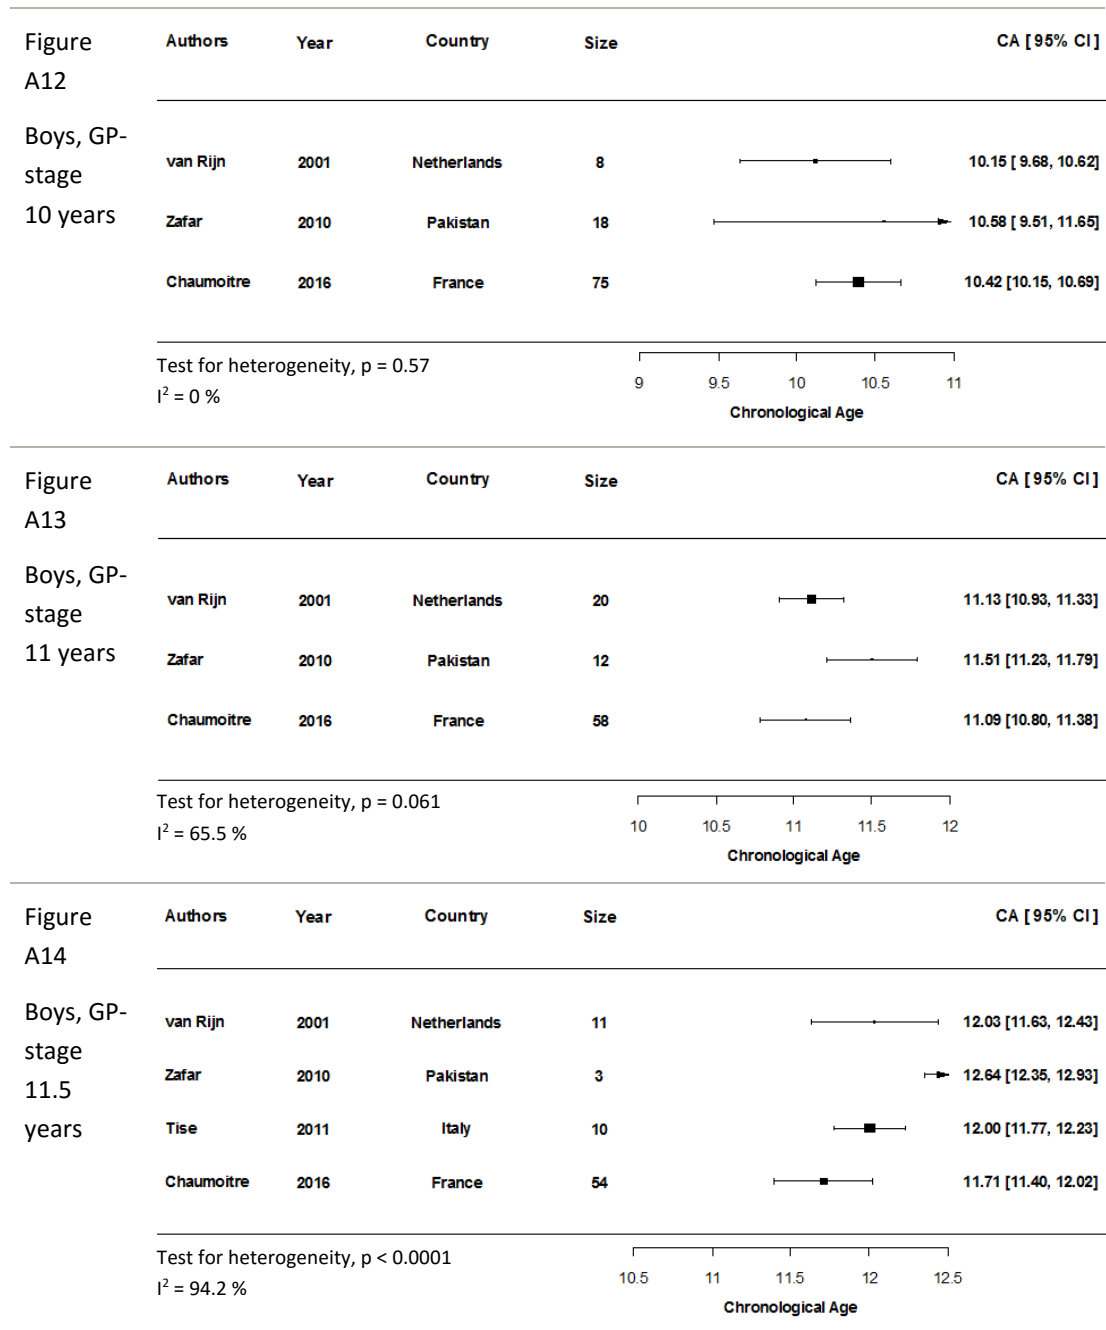 Figure A12
Boys, GP-stage 10 years
Authors Year Country Size CA [ 95% CI]
van Rijn 2001 Netherlands 8 10.15 [ 9.68, 10.62]
Zafar 2010 Pakistan 18 10.58 [ 9.51, 11.65]
Chaumoitre 2016 France 75 10.42 [10.15, 10.69]
Test for heterogeneity, p = 0.57
I² = 0 %
9 9.5 10 10.5 11
Chronological Age
Figure A13
Boys, GP-stage 11 years
Authors Year Country Size CA [ 95% CI]
van Rijn 2001 Netherlands 20 11.13 [10.93, 11.33]
Zafar 2010 Pakistan 12 11.51 [11.23, 11.79]
Chaumoitre 2016 France 58 11.09 [10.80, 11.38]
Test for heterogeneity, p = 0.061
I² = 65.5 %
10 10.5 11 11.5 12
Chronological Age
Figure A14
Boys, GP-stage 11.5 years
Authors Year Country Size CA [ 95% CI]
van Rijn 2001 Netherlands 11 12.03 [11.63, 12.43]
Zafar 2010 Pakistan 3 12.64 [12.35, 12.93]
Tise 2011 Italy 10 12.00 [11.77, 12.23]
Chaumoitre 2016 France 54 11.71 [11.40, 12.02]
Test for heterogeneity, p < 0.0001
I² = 94.2 %
10.5 11 11.5 12 12.5
Chronological Age